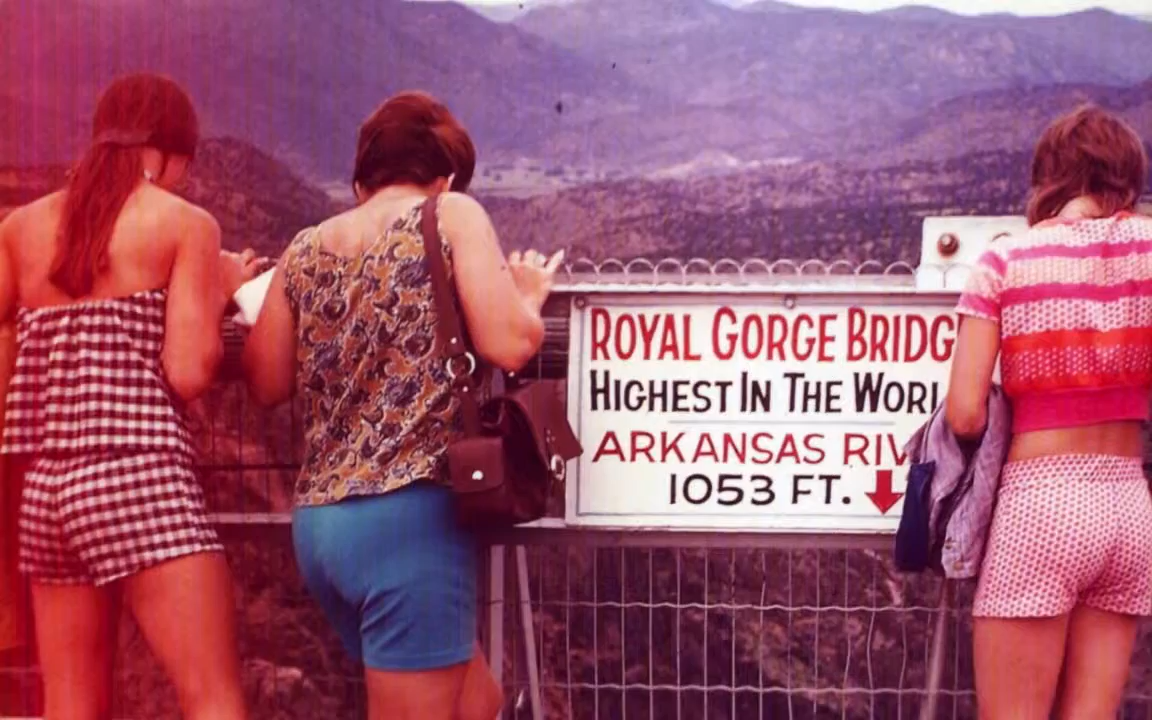 ROYAL GORGE BRIDG
HIGHEST IN THE WORL
ARKANSAS RIV
1053 FT.